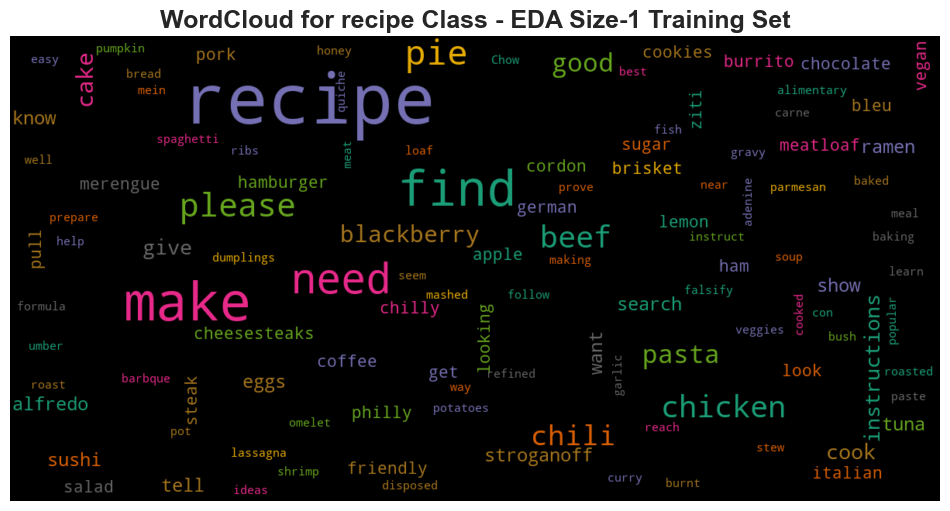 WordCloud for recipe Class - EDA Size-1 Training Set
easy pumpkin pork honey pie Chow good cookies burrito chocolate vegan
cake bread mein recipe quiche best ziti alimentary carne bleu
know spaghetti ribs meat loaf fish sugar gravy meatloaf ramen
well merengue hamburger find cordon brisket prove near adenine parmesan baked
prepare please german lemon instruct meal
pull help give dumplings blackberry apple beef making ham soup baking
formula make need seem mashed chilly follow search falsify show learn
umber cheesesteaks looking want veggies cooked con bush popular
roast barbque steak eggs coffee get way refined garlic pasta look instructions roasted
alfredo pot omelet philly potatoes chicken reach paste tuna
sushi lassagna chili stroganoff stew cook
salad tell ideas shrimp friendly disposed curry burnt italian